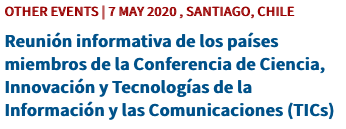 OTHER EVENTS | 7 MAY 2020 , SANTIAGO, CHILE
Reunión informativa de los países
miembros de la Conferencia de Ciencia,
Innovación y Tecnologías de la
Información y las Comunicaciones (TICs)